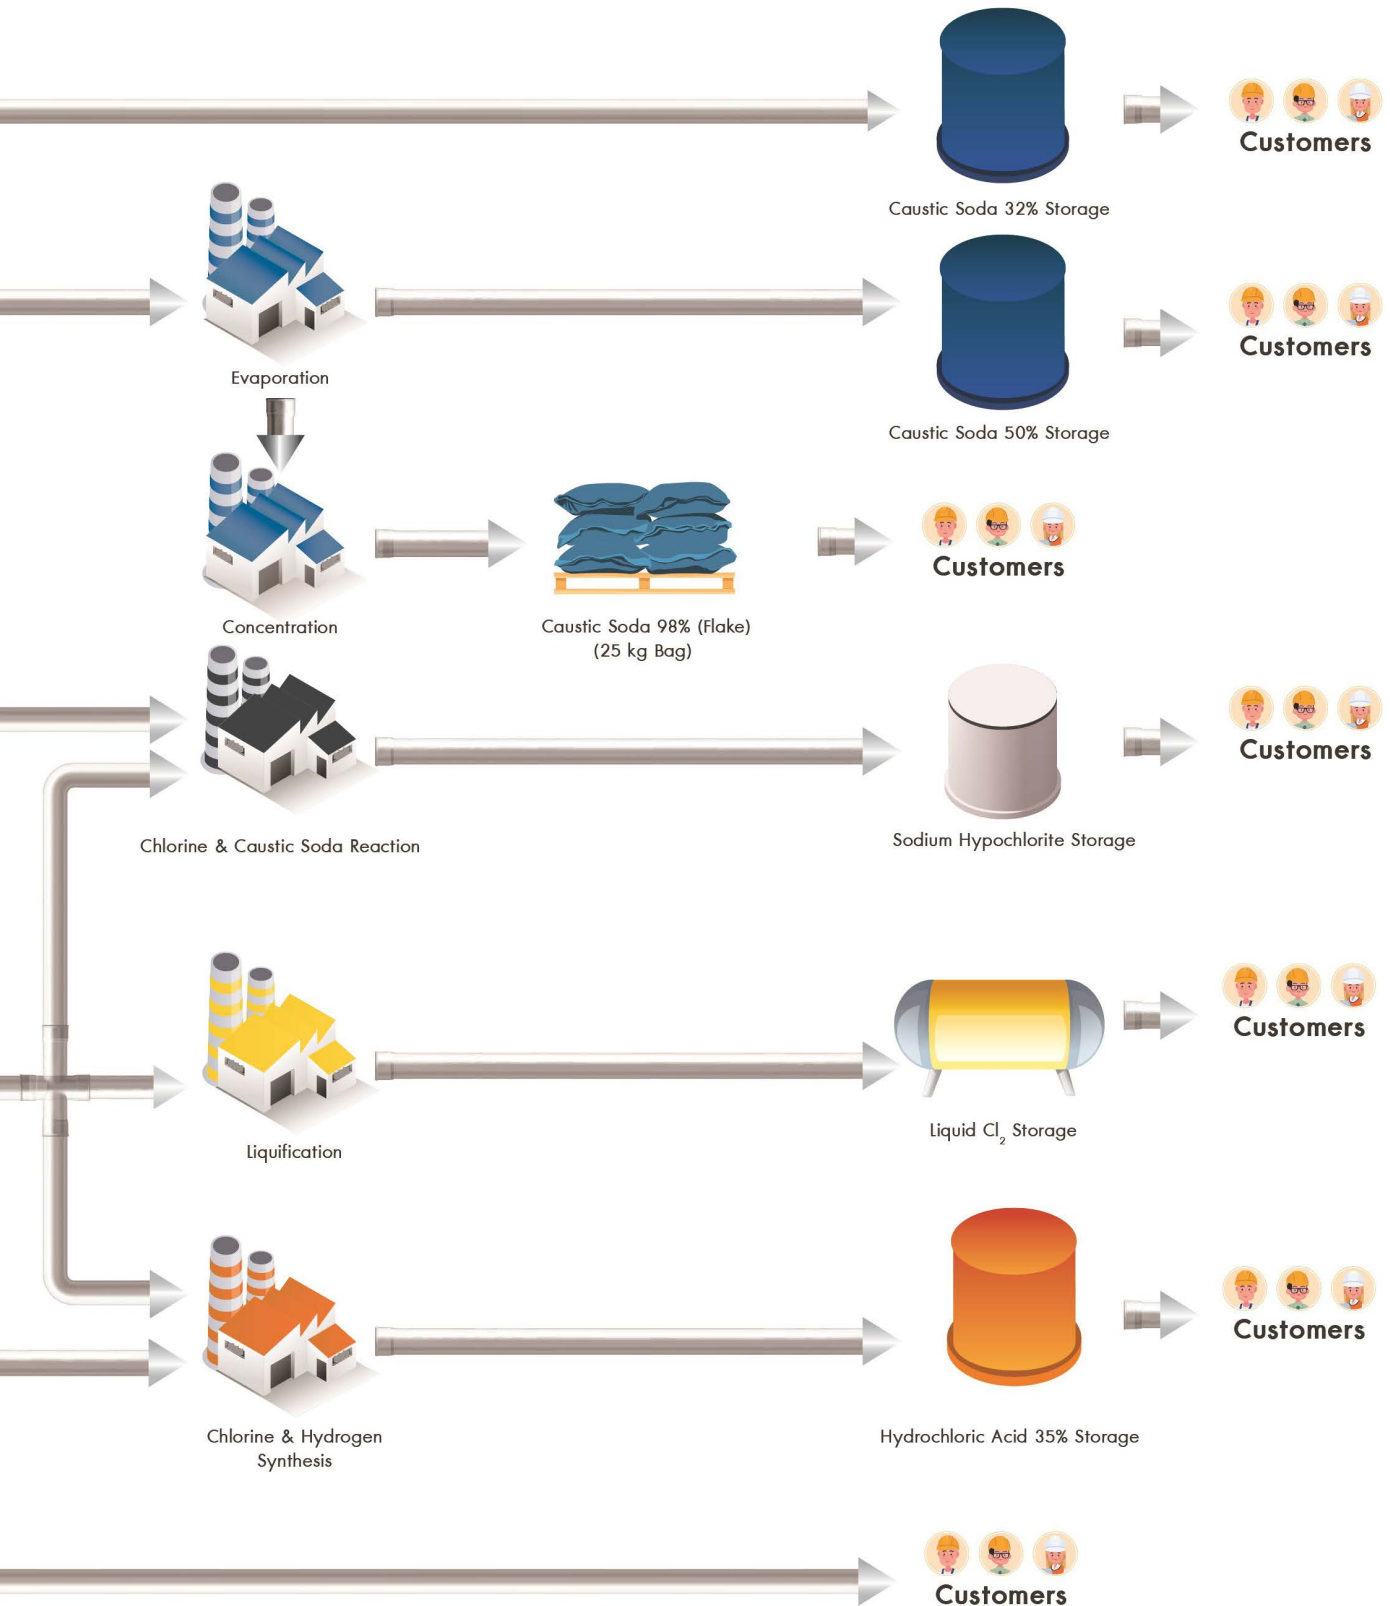 Customers
Caustic Soda 32% Storage
Customers
Evaporation
Caustic Soda 50% Storage
Customers
Concentration
Caustic Soda 98% (Flake)
(25 kg Bag)
Customers
Chlorine & Caustic Soda Reaction
Sodium Hypochlorite Storage
Customers
Liquification
Liquid Cl₂ Storage
Customers
Chlorine & Hydrogen
Synthesis
Hydrochloric Acid 35% Storage
Customers